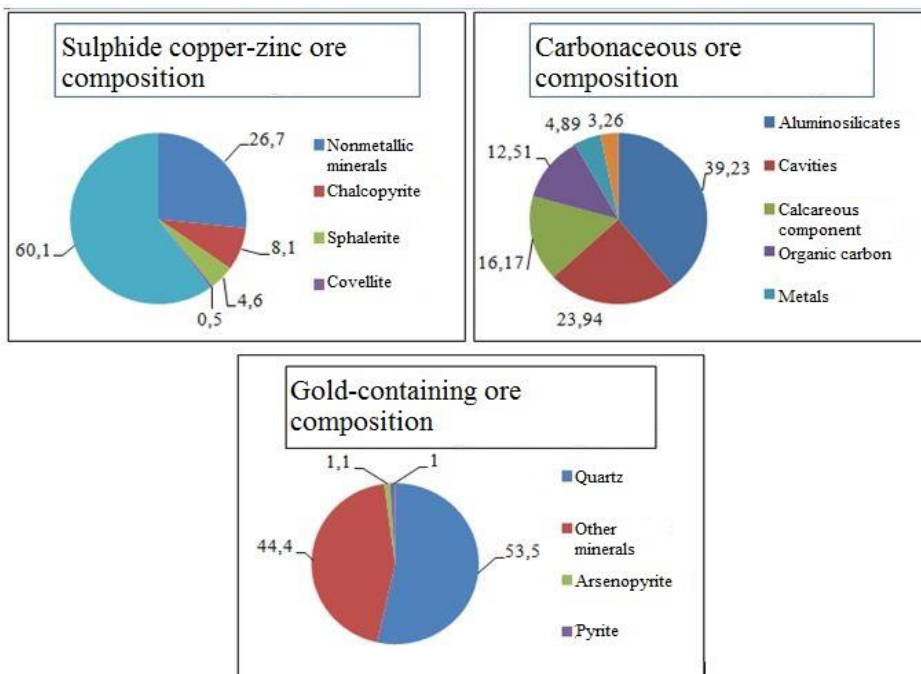 Sulphide copper-zinc ore
composition
26,7
8,1
4,6
0,5
60,1
Nonmetallic
minerals
Chalcopyrite
Sphalerite
Covellite
Carbonaceous ore
composition
4,89
3,26
12,51
39,23
16,17
23,94
Aluminosilicates
Cavities
Calcareous
component
Organic carbon
Metals
Gold-containing ore
composition
1,1
1
44,4
53,5
Quartz
Other
minerals
Arsenopyrite
Pyrite